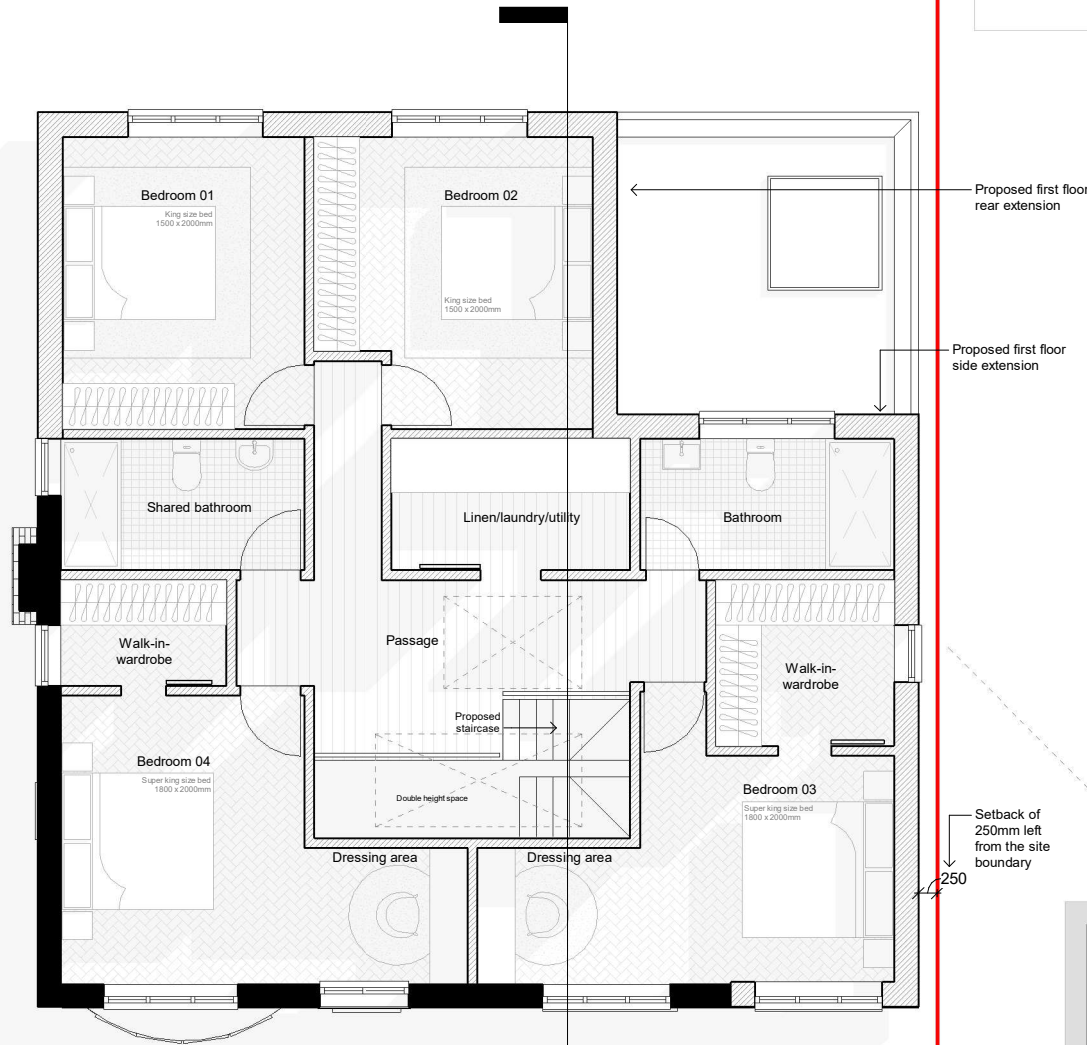 Bedroom 01
King size bed
1500 x 2000mm
Bedroom 02
King size bed
1500 x 2000mm
Proposed first floor
rear extension
Proposed first floor
side extension
Shared bathroom
Linen/laundry/utility
Bathroom
Walk-in-
wardrobe
Passage
Walk-in-
wardrobe
Proposed
staircase
Bedroom 04
Super king size bed
1800 x 2000mm
Double height space
Bedroom 03
Super king size bed
1800 x 2000mm
Dressing area
Dressing area
Setback of
250mm left
from the site
boundary
250